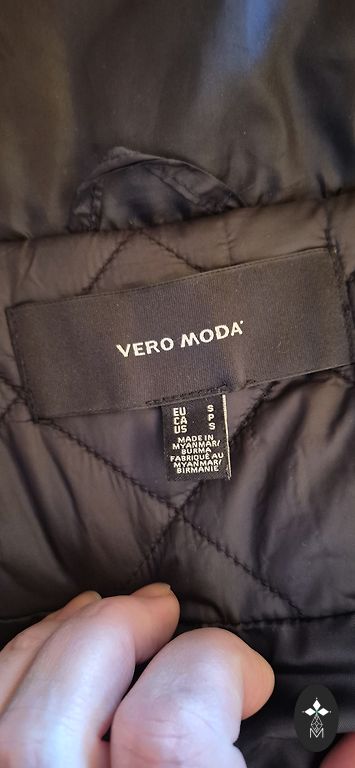 VERO MODA
EU S
CA P
US S
MADE IN
MYANMAR/
BURMA
FABRIQUÉ AU
MYANMAR/
BIRMANIE
M